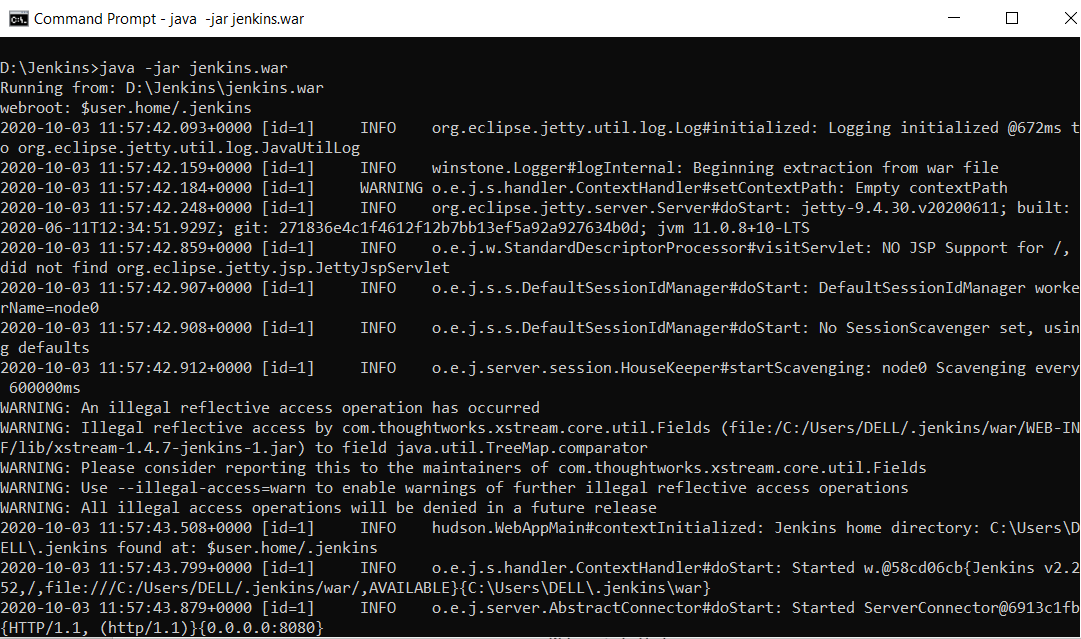 Command Prompt - java  -jar jenkins.war
D:\Jenkins>java -jar jenkins.war
Running from: D:\Jenkins\jenkins.war
webroot: $user.home/.jenkins
2020-10-03 11:57:42.093+0000 [id=1]     INFO    org.eclipse.jetty.util.log.Log#initialized: Logging initialized @672ms t
o org.eclipse.jetty.util.log.JavaUtilLog
2020-10-03 11:57:42.159+0000 [id=1]     INFO    winstone.Logger#logInternal: Beginning extraction from war file
2020-10-03 11:57:42.184+0000 [id=1]     WARNING o.e.j.s.handler.ContextHandler#setContextPath: Empty contextPath
2020-10-03 11:57:42.248+0000 [id=1]     INFO    org.eclipse.jetty.server.Server#doStart: jetty-9.4.30.v20200611; built:
2020-06-11T12:34:51.929Z; git: 271836e4c1f4612f12b7bb13ef5a92a927634b0d; jvm 11.0.8+10-LTS
2020-10-03 11:57:42.859+0000 [id=1]     INFO    o.e.j.w.StandardDescriptorProcessor#visitServlet: NO JSP Support for /,
did not find org.eclipse.jetty.jsp.JettyJspServlet
2020-10-03 11:57:42.907+0000 [id=1]     INFO    o.e.j.s.s.DefaultSessionIdManager#doStart: DefaultSessionIdManager worke
rName=node0
2020-10-03 11:57:42.908+0000 [id=1]     INFO    o.e.j.s.s.DefaultSessionIdManager#doStart: No SessionScavenger set, usin
g defaults
2020-10-03 11:57:42.912+0000 [id=1]     INFO    o.e.j.server.session.HouseKeeper#startScavenging: node0 Scavenging every
 600000ms
WARNING: An illegal reflective access operation has occurred
WARNING: Illegal reflective access by com.thoughtworks.xstream.core.util.Fields (file:/C:/Users/DELL/.jenkins/war/WEB-IN
F/lib/xstream-1.4.7-jenkins-1.jar) to field java.util.TreeMap.comparator
WARNING: Please consider reporting this to the maintainers of com.thoughtworks.xstream.core.util.Fields
WARNING: Use --illegal-access=warn to enable warnings of further illegal reflective access operations
WARNING: All illegal access operations will be denied in a future release
2020-10-03 11:57:43.508+0000 [id=1]     INFO    hudson.WebAppMain#contextInitialized: Jenkins home directory: C:\Users\D
ELL\.jenkins found at: $user.home/.jenkins
2020-10-03 11:57:43.799+0000 [id=1]     INFO    o.e.j.s.handler.ContextHandler#doStart: Started w.@58cd06cb{Jenkins v2.2
52,/,file:///C:/Users/DELL/.jenkins/war/,AVAILABLE}{C:\Users\DELL\.jenkins\war}
2020-10-03 11:57:43.879+0000 [id=1]     INFO    o.e.j.server.AbstractConnector#doStart: Started ServerConnector@6913c1fb
{HTTP/1.1, (http/1.1)}{0.0.0.0:8080}